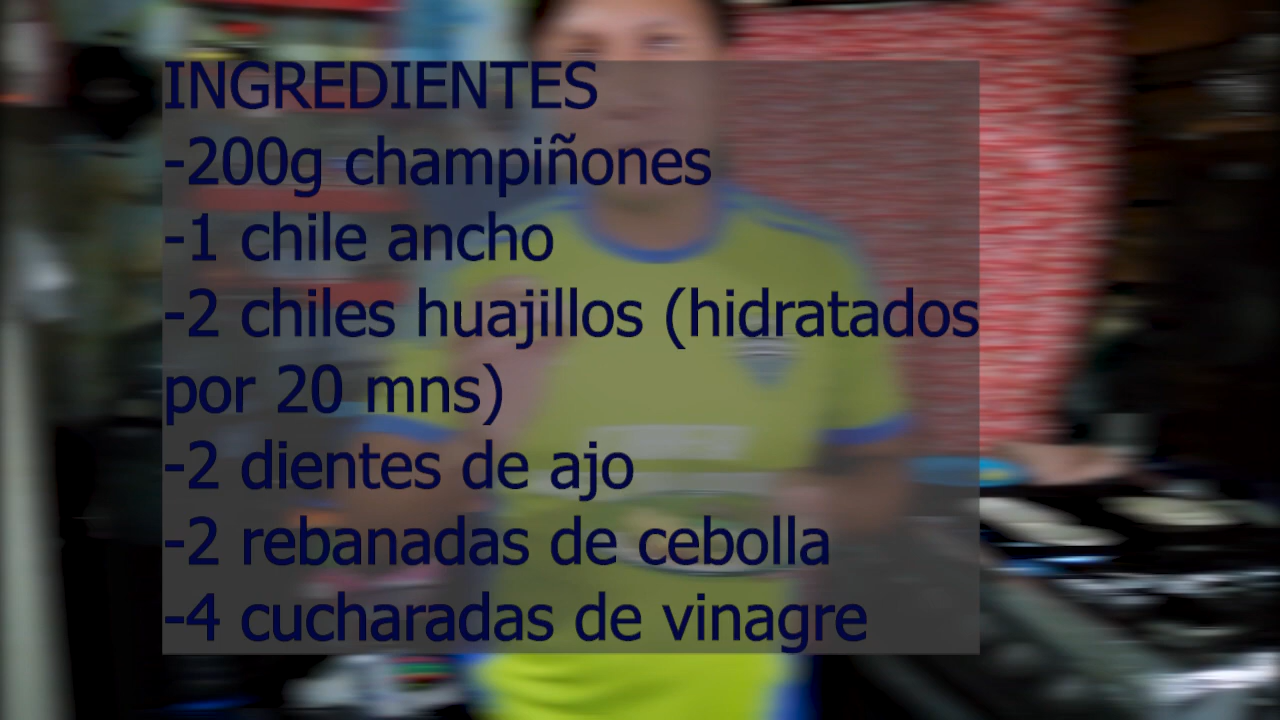 INGREDIENTES
-200g champiñones
-1 chile ancho
-2 chiles huajillos (hidratados
por 20 mns)
-2 dientes de ajo
-2 rebanadas de cebolla
-4 cucharadas de vinagre